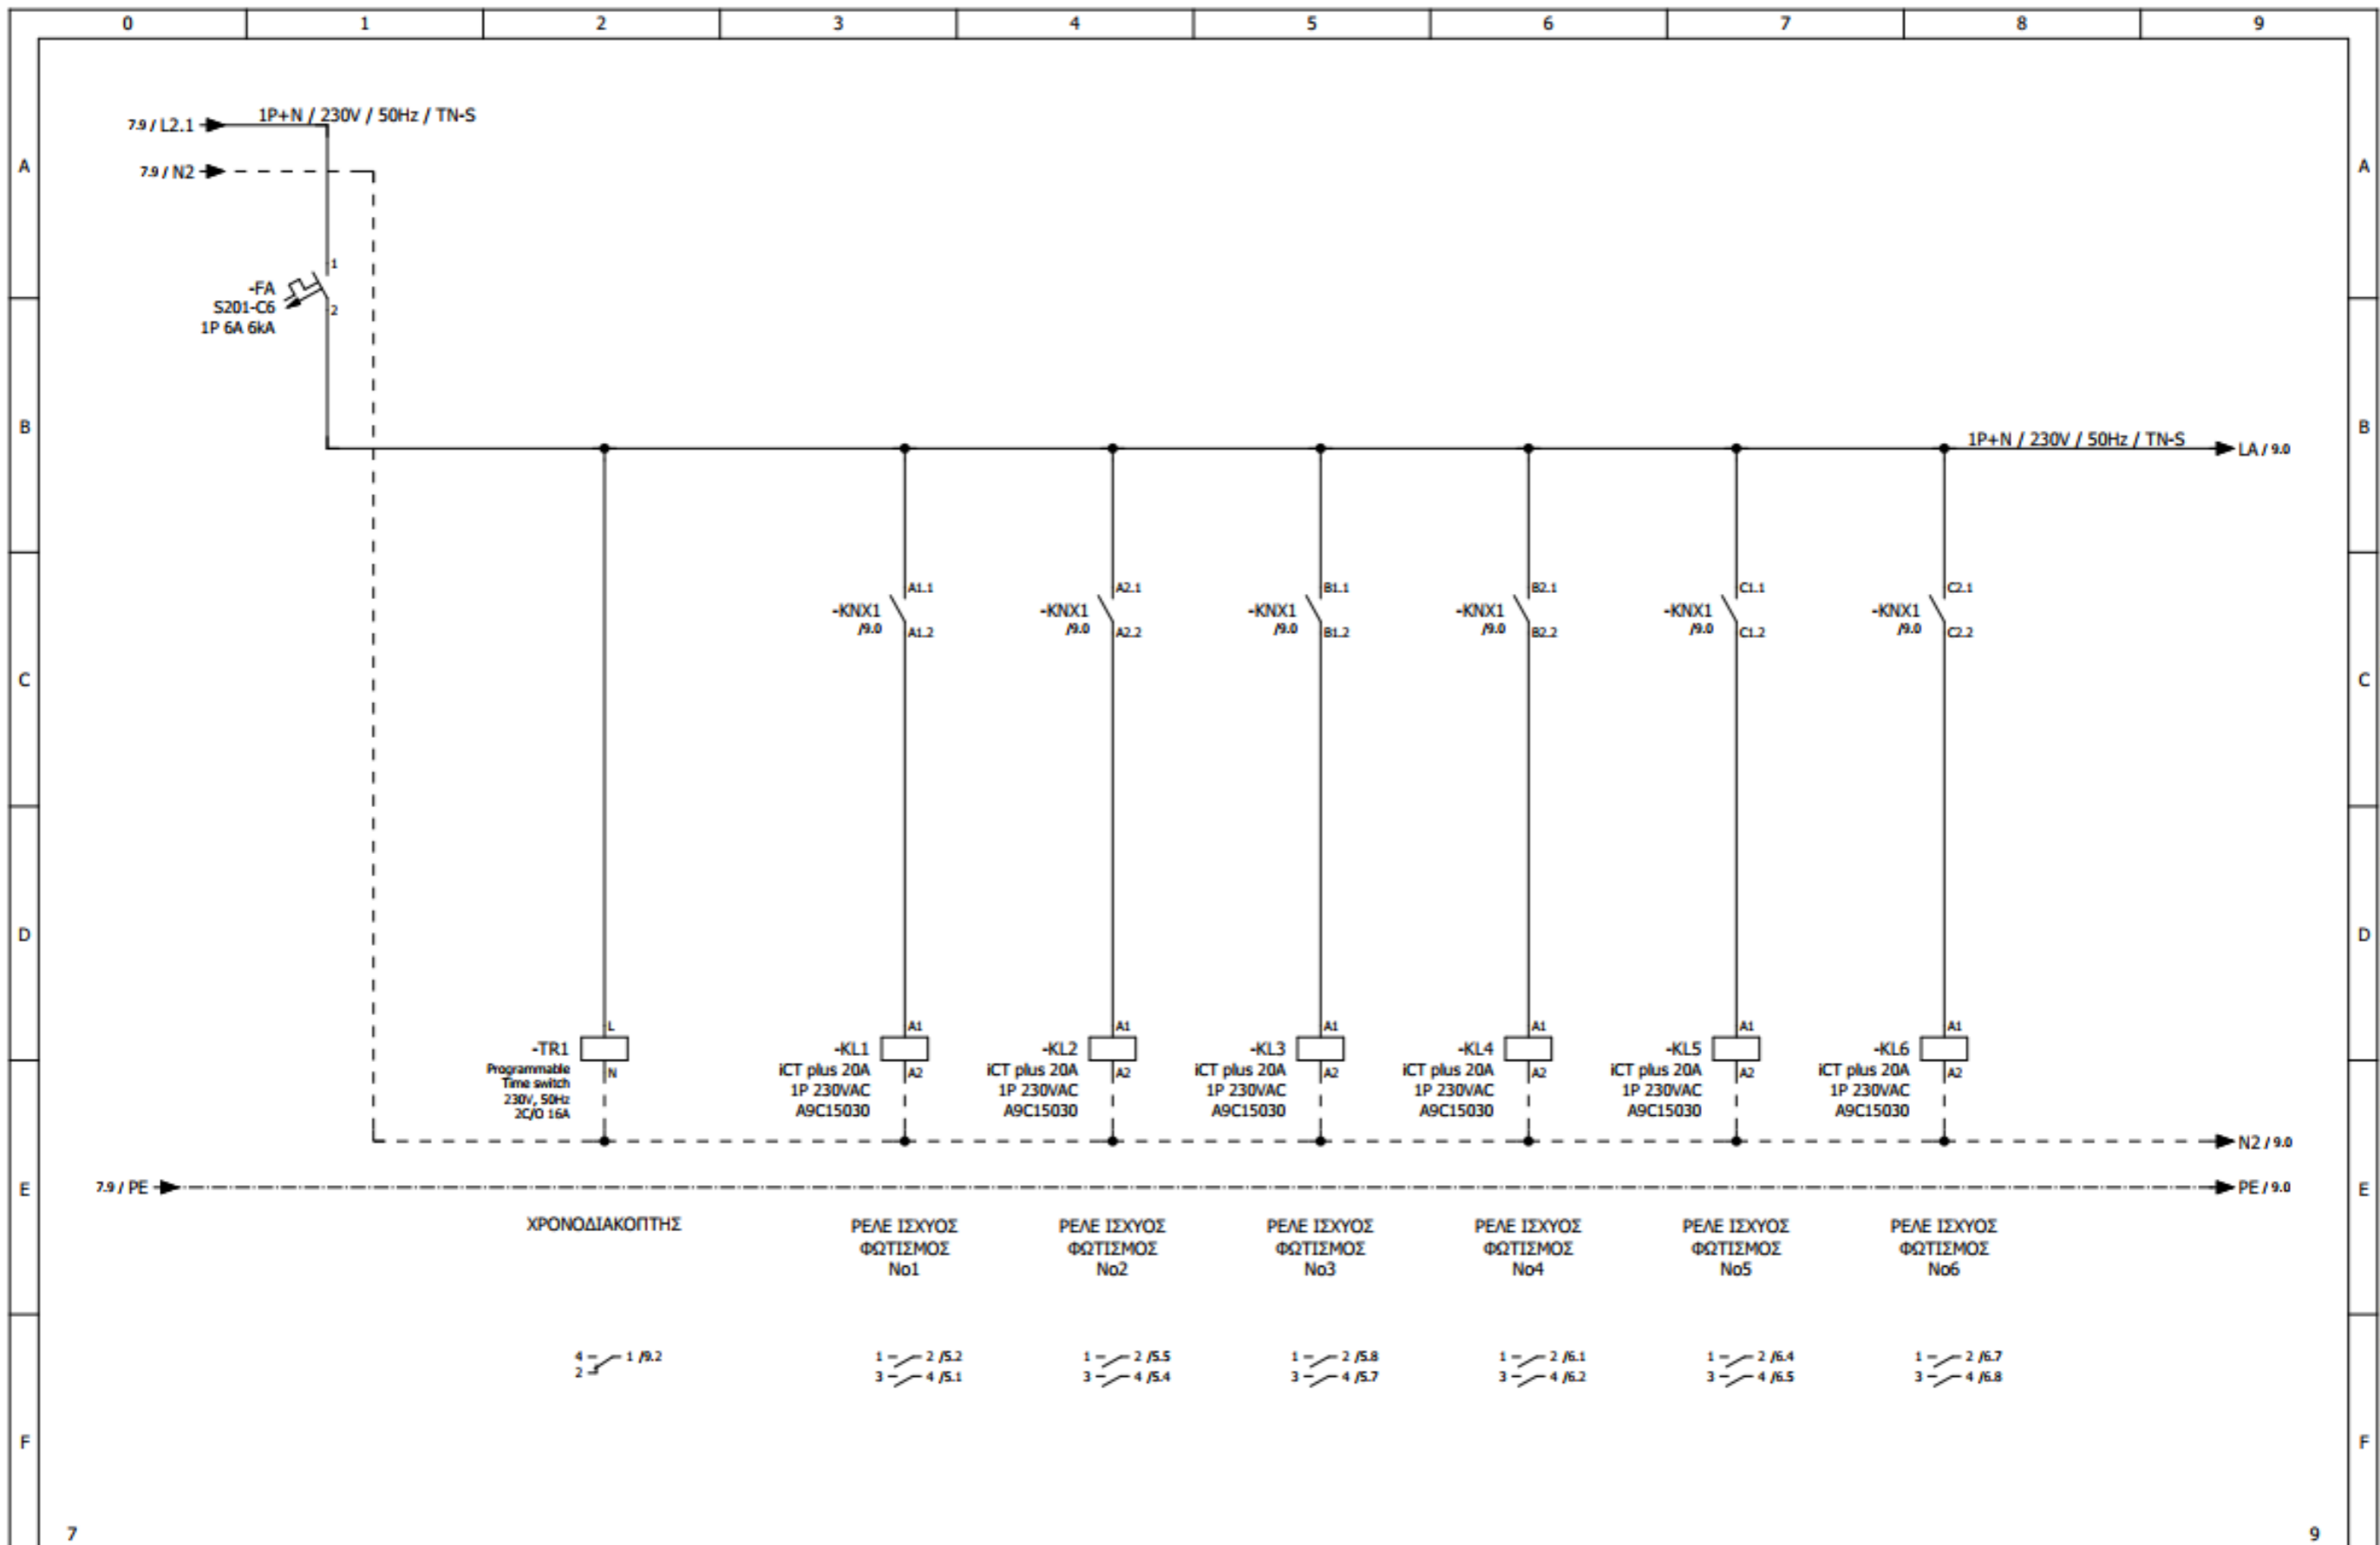 0 1 2 3 4 5 6 7 8 9
7.9 / L2.1
1P+N / 230V / 50Hz / TN-S
A
A
7.9 / N2
1
-FA
S201-C6
2
1P 6A 6kA
B
B
1P+N / 230V / 50Hz / TN-S
LA / 9.0
A1.1
-KNX1
/9.0
A1.2
A2.1
-KNX1
/9.0
A2.2
B1.1
-KNX1
/9.0
B1.2
B2.1
-KNX1
/9.0
B2.2
C1.1
-KNX1
/9.0
C1.2
C2.1
-KNX1
/9.0
C2.2
C
C
D
D
L
-TR1
N
Programmable
Time switch
230V, 50Hz
2C/O 16A
A1
-KL1
A2
iCT plus 20A
1P 230VAC
A9C15030
A1
-KL2
A2
iCT plus 20A
1P 230VAC
A9C15030
A1
-KL3
A2
iCT plus 20A
1P 230VAC
A9C15030
A1
-KL4
A2
iCT plus 20A
1P 230VAC
A9C15030
A1
-KL5
A2
iCT plus 20A
1P 230VAC
A9C15030
A1
-KL6
A2
iCT plus 20A
1P 230VAC
A9C15030
N2 / 9.0
E
7.9 / PE
PE / 9.0
E
ΧΡΟΝΟΔΙΑΚΟΠΤΗΣ
ΡΕΛΕ ΙΣΧΥΟΣ
ΦΩΤΙΣΜΟΣ
No1
ΡΕΛΕ ΙΣΧΥΟΣ
ΦΩΤΙΣΜΟΣ
No2
ΡΕΛΕ ΙΣΧΥΟΣ
ΦΩΤΙΣΜΟΣ
No3
ΡΕΛΕ ΙΣΧΥΟΣ
ΦΩΤΙΣΜΟΣ
No4
ΡΕΛΕ ΙΣΧΥΟΣ
ΦΩΤΙΣΜΟΣ
No5
ΡΕΛΕ ΙΣΧΥΟΣ
ΦΩΤΙΣΜΟΣ
No6
4 1 /9.2
2
1 2 /5.2
3 4 /5.1
1 2 /5.5
3 4 /5.4
1 2 /5.8
3 4 /5.7
1 2 /6.1
3 4 /6.2
1 2 /6.4
3 4 /6.5
1 2 /6.7
3 4 /6.8
F
F
7
9